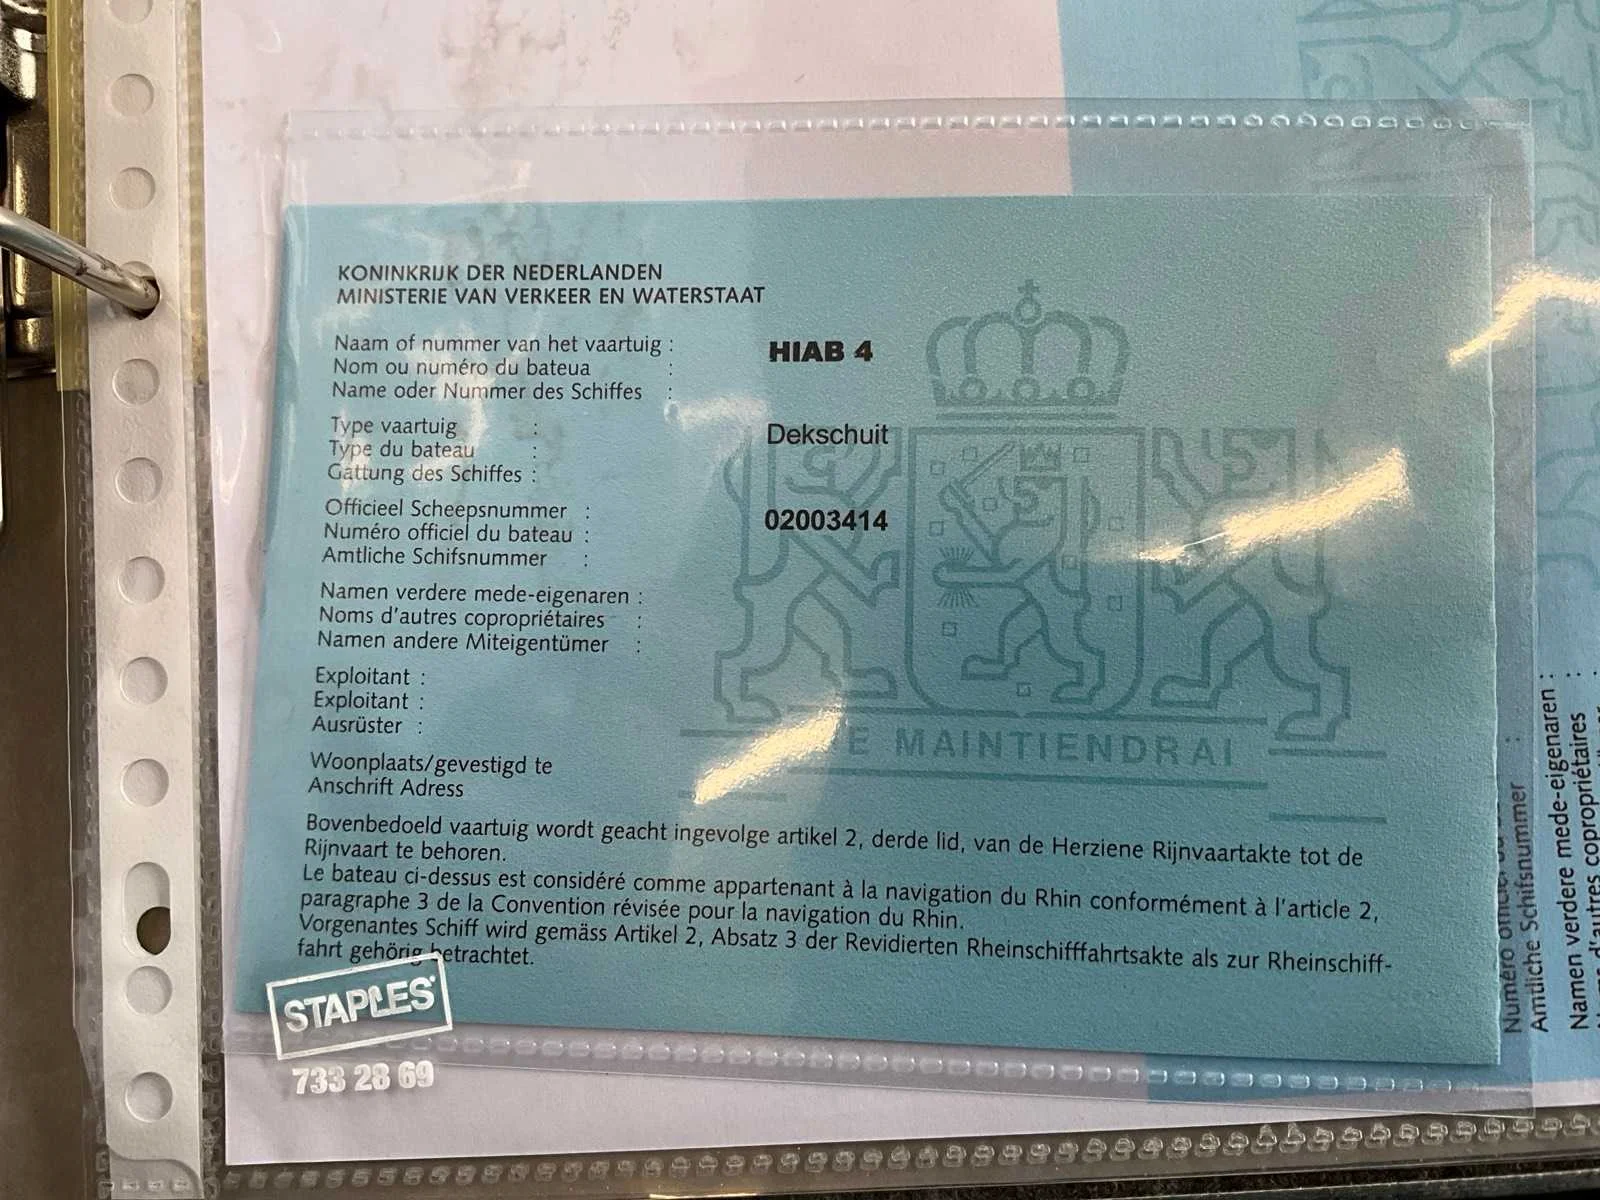 KONINKRIJK DER NEDERLANDEN
MINISTERIE VAN VERKEER EN WATERSTAAT
Naam of nummer van het vaartuig :
Nom ou numéro du bateua :
Name oder Nummer des Schiffes :
HIAB 4
Type vaartuig :
Type du bateau :
Gattung des Schiffes :
Dekschuit
Officieel Scheepsnummer :
Numéro officiel du bateau :
Amtliche Schifsnummer :
02003414
Namen verdere mede-eigenaren :
Noms d'autres copropriétaires :
Namen andere Miteigentümer :
Exploitant :
Exploitant :
Ausrüster :
Woonplaats/gevestigd te
Anschrift Adress
MAINTIENDRAI
Bovenbedoeld vaartuig wordt geacht ingevolge artikel 2, derde lid, van de Herziene Rijnvaartakte tot de
Rijnvaart te behoren.
Le bateau ci-dessus est considéré comme appartenant à la navigation du Rhin conformément à l'article 2,
paragraphe 3 de la Convention révisée pour la navigation du Rhin.
Vorgenantes Schiff wird gemäss Artikel 2, Absatz 3 der Revidierten Rheinschifffahrtsakte als zur Rheinschiff-
fahrt gehörig betrachtet.
STAPLES
733 28 69
Numéro
Amtliche Schifsnummer :
Namen verdere mede-eigenaren :
d'autres copropriétaires :